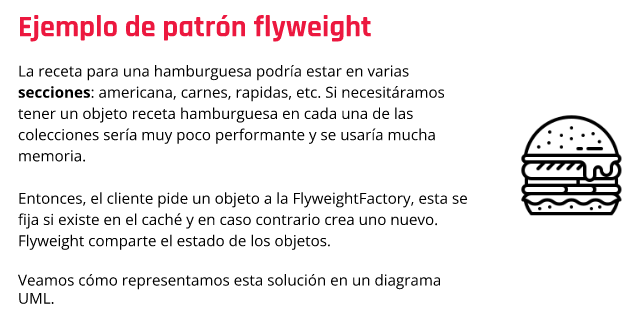 Ejemplo de patrón flyweight
La receta para una hamburguesa podría estar en varias
secciones: americana, carnes, rapidas, etc. Si necesitáramos
tener un objeto receta hamburguesa en cada una de las
colecciones sería muy poco performante y se usaría mucha
memoria.
Entonces, el cliente pide un objeto a la FlyweightFactory, esta se
fija si existe en el caché y en caso contrario crea uno nuevo.
Flyweight comparte el estado de los objetos.
Veamos cómo representamos esta solución en un diagrama
UML.